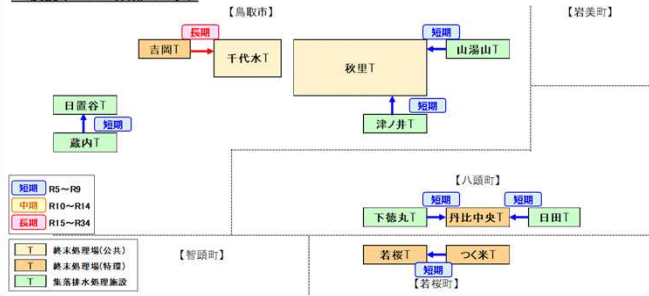 【鳥取市】
【岩美町】
長期
短期
吉岡T
千代水T
秋里T
山湯山T
日置谷T
短期
短期
蔵内T
津ノ井T
【八頭町】
短期 R5～R9
中期 R10～R14
長期 R15～R34
短期
短期
下徳丸T
丹比中央T
日田T
T 終末処理場(公共)
T 終末処理場(特環)
T 集落排水処理施設
【智頭町】
若桜T
つく米T
短期
【若桜町】